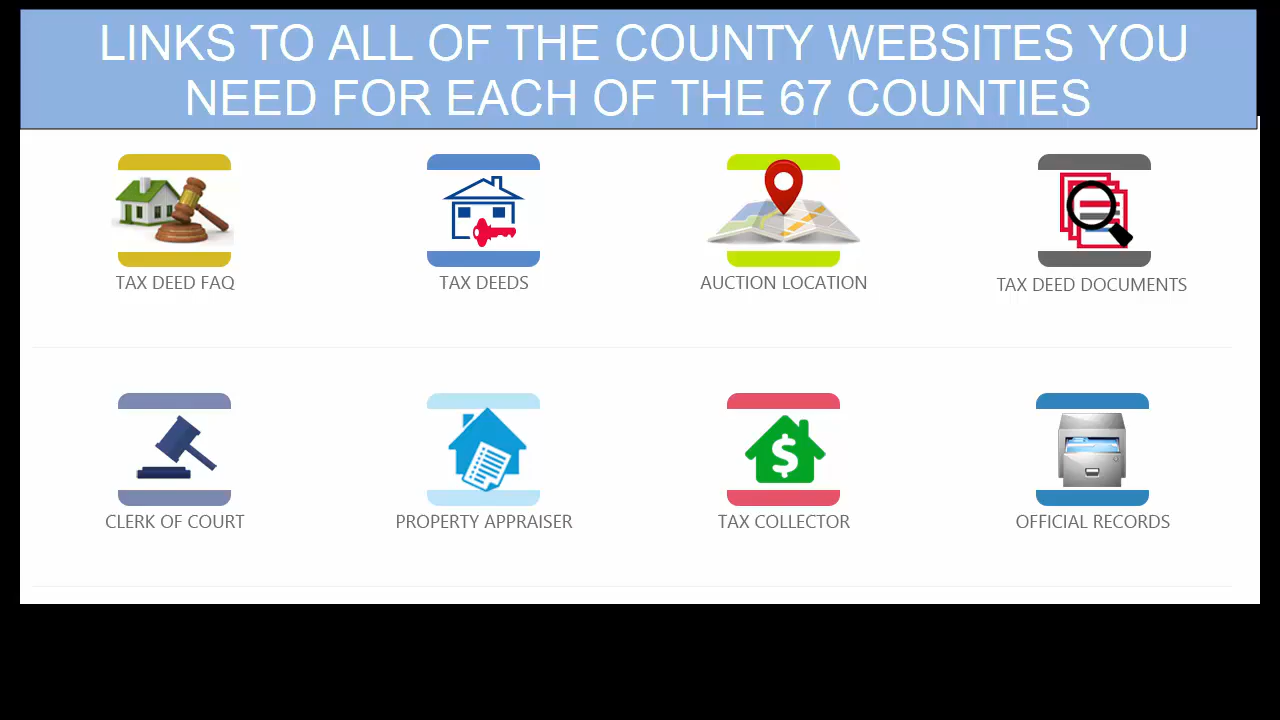 LINKS TO ALL OF THE COUNTY WEBSITES YOU
NEED FOR EACH OF THE 67 COUNTIES
TAX DEED FAQ
TAX DEEDS
AUCTION LOCATION
TAX DEED DOCUMENTS
CLERK OF COURT
PROPERTY APPRAISER
TAX COLLECTOR
OFFICIAL RECORDS